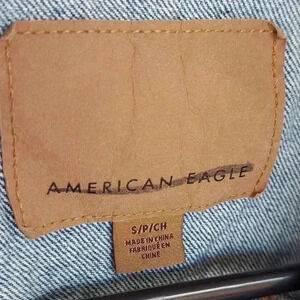 AMERICAN EAGLE
S/P/CH
MADE IN CHINA
FABRIQUÉ EN
CHINE